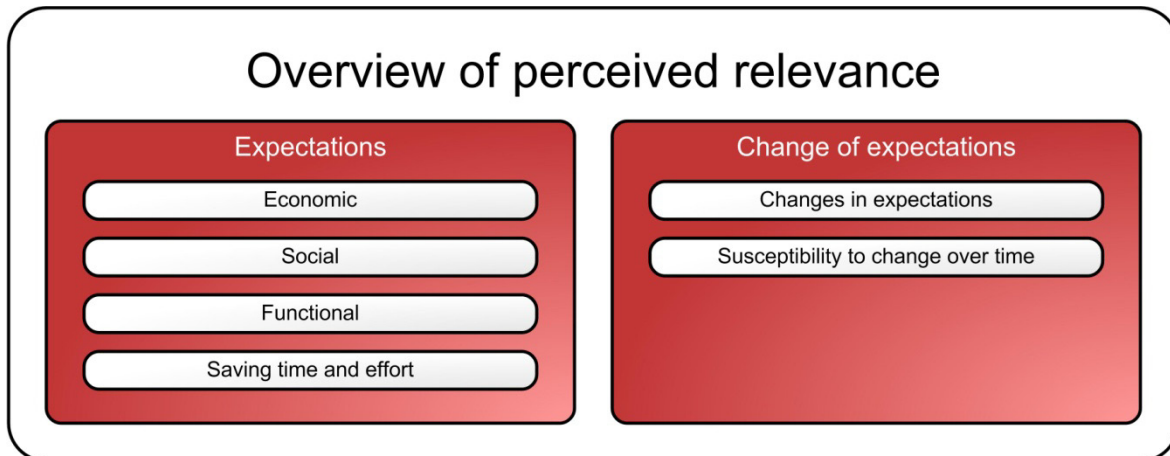 Overview of perceived relevance
Expectations
Economic
Social
Functional
Saving time and effort
Change of expectations
Changes in expectations
Susceptibility to change over time